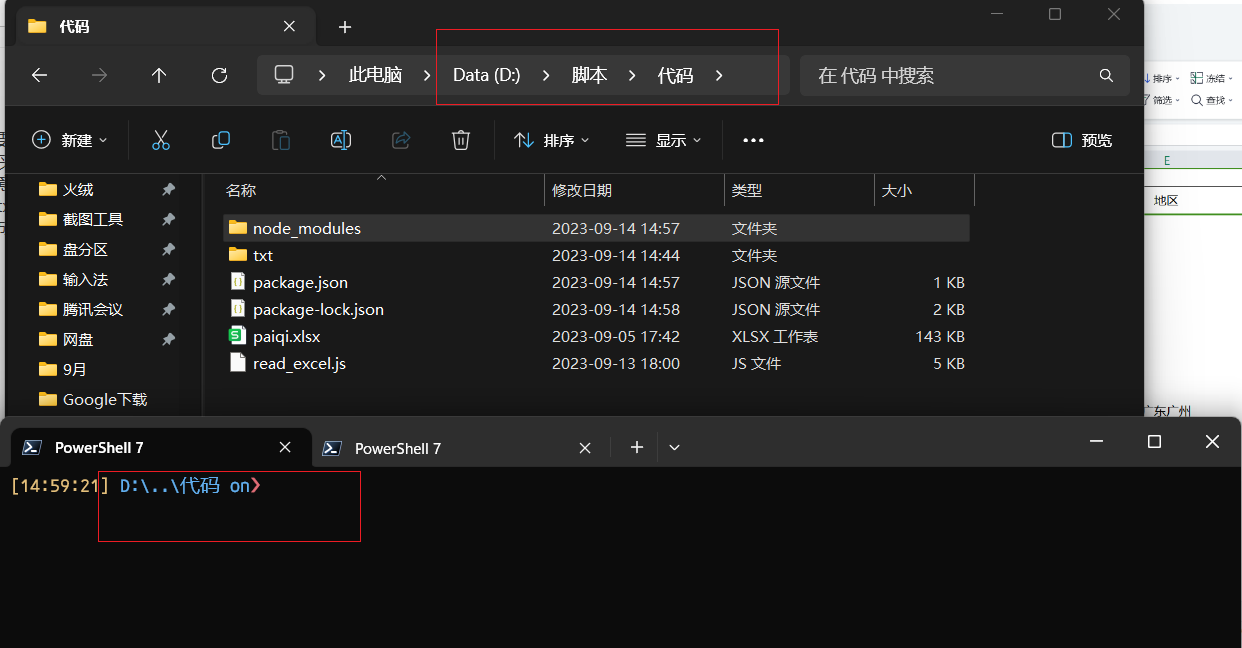 代码
此电脑 Data (D:) 脚本 代码 在 代码 中搜索
新建 排序 显示 预览
名称 修改日期 类型 大小
火绒
截图工具
盘分区
输入法
腾讯会议
网盘
9月
Google下载
node_modules 2023-09-14 14:57 文件夹
txt 2023-09-14 14:44 文件夹
package.json 2023-09-14 14:57 JSON 源文件 1 KB
package-lock.json 2023-09-14 14:58 JSON 源文件 2 KB
paiqi.xlsx 2023-09-05 17:42 XLSX 工作表 143 KB
read_excel.js 2023-09-13 18:00 JS 文件 5 KB
排序 冻结
筛选 查找
E
地区
广东广州
PowerShell 7 PowerShell 7
[14:59:21] D:\..\代码 on❯